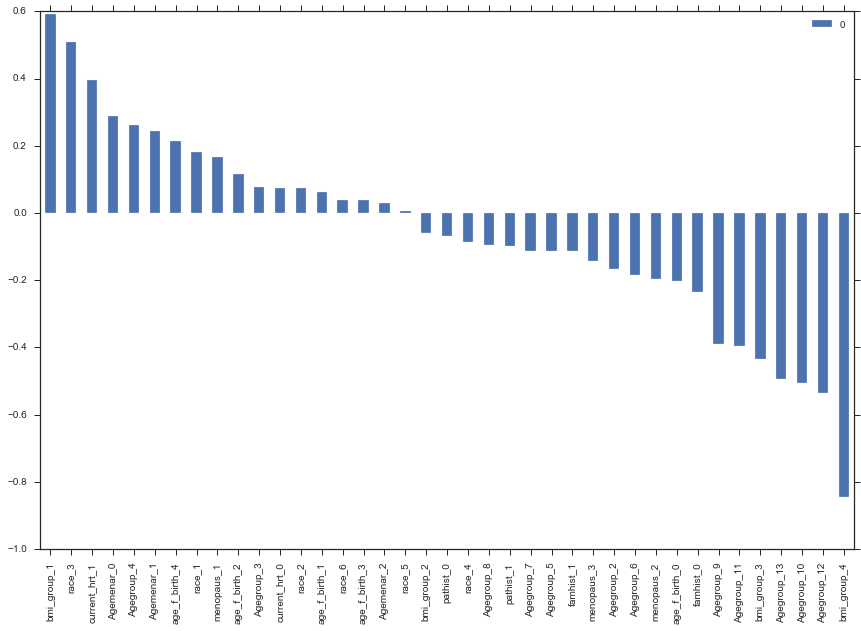 0
0.6
0.4
0.2
0.0
−0.2
−0.4
−0.6
−0.8
−1.0
bmi_group_1
race_3
current_hrt_1
Agemenar_0
Agegroup_4
Agemenar_1
age_f_birth_4
race_1
menopaus_1
age_f_birth_2
Agegroup_3
current_hrt_0
race_2
age_f_birth_1
race_6
age_f_birth_3
Agemenar_2
race_5
bmi_group_2
pathist_0
race_4
Agegroup_8
pathist_1
Agegroup_7
Agegroup_5
famhist_1
menopaus_3
Agegroup_2
Agegroup_6
menopaus_2
age_f_birth_0
famhist_0
Agegroup_9
Agegroup_11
bmi_group_3
Agegroup_13
Agegroup_10
Agegroup_12
bmi_group_4